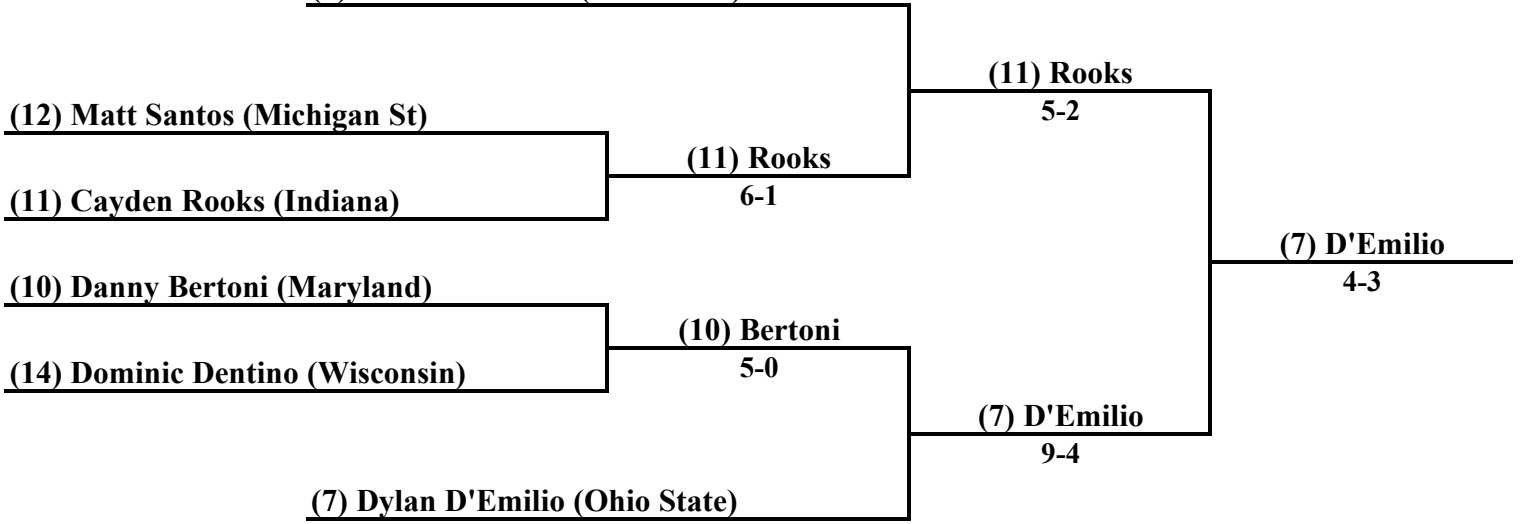 (11) Rooks
5-2
(12) Matt Santos (Michigan St)
(11) Rooks
6-1
(11) Cayden Rooks (Indiana)
(7) D'Emilio
4-3
(10) Danny Bertoni (Maryland)
(10) Bertoni
5-0
(14) Dominic Dentino (Wisconsin)
(7) D'Emilio
9-4
(7) Dylan D'Emilio (Ohio State)